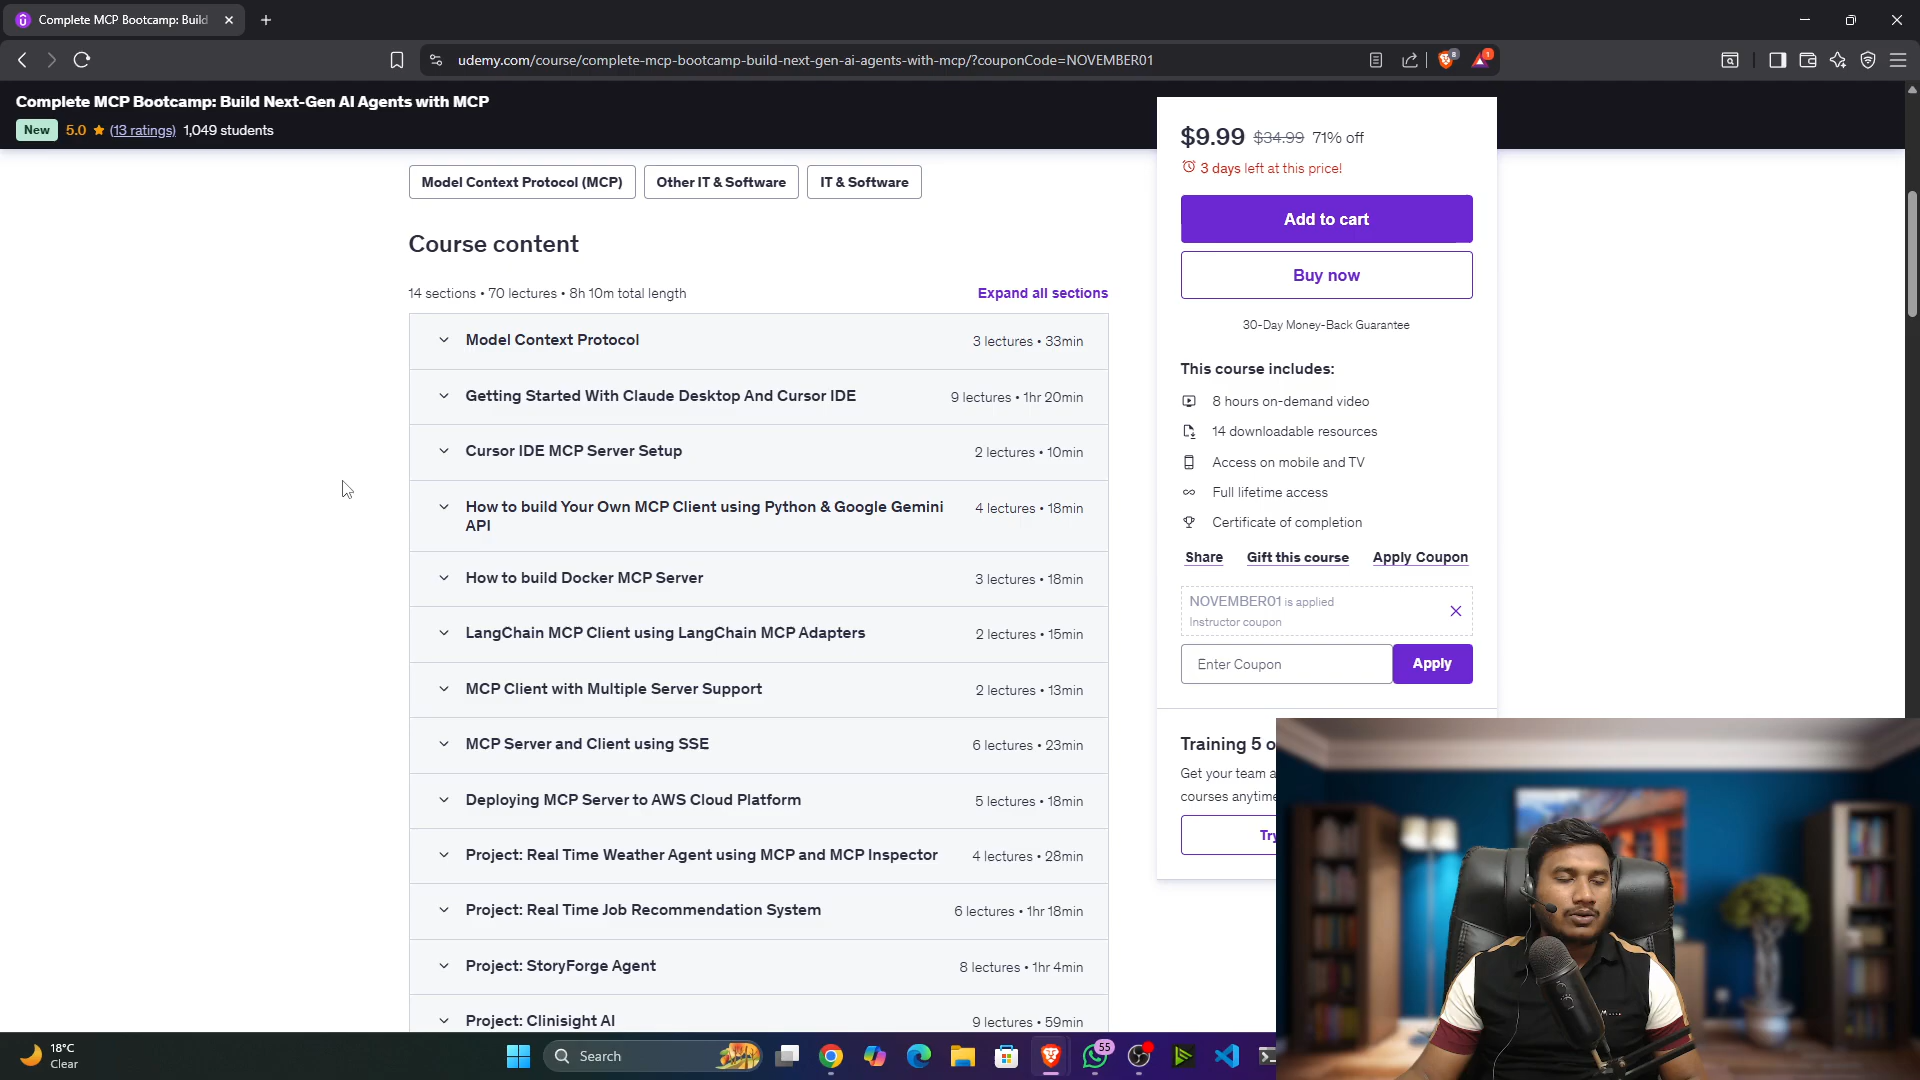 Complete MCP Bootcamp: Build
udemy.com/course/complete-mcp-bootcamp-build-next-gen-ai-agents-with-mcp/?couponCode=NOVEMBER01
8
1
Complete MCP Bootcamp: Build Next-Gen AI Agents with MCP
New 5.0 (13 ratings) 1,049 students
Model Context Protocol (MCP) Other IT & Software IT & Software
Course content
14 sections • 70 lectures • 8h 10m total length Expand all sections
Model Context Protocol 3 lectures • 33min
Getting Started With Claude Desktop And Cursor IDE 9 lectures • 1hr 20min
Cursor IDE MCP Server Setup 2 lectures • 10min
How to build Your Own MCP Client using Python & Google Gemini 4 lectures • 18min
API
How to build Docker MCP Server 3 lectures • 18min
LangChain MCP Client using LangChain MCP Adapters 2 lectures • 15min
MCP Client with Multiple Server Support 2 lectures • 13min
MCP Server and Client using SSE 6 lectures • 23min
Deploying MCP Server to AWS Cloud Platform 5 lectures • 18min
Project: Real Time Weather Agent using MCP and MCP Inspector 4 lectures • 28min
Project: Real Time Job Recommendation System 6 lectures • 1hr 18min
Project: StoryForge Agent 8 lectures • 1hr 4min
Project: Clinisight AI 9 lectures • 59min
$9.99 $34.99 71% off
3 days left at this price!
Add to cart
Buy now
30-Day Money-Back Guarantee
This course includes:
8 hours on-demand video
14 downloadable resources
Access on mobile and TV
Full lifetime access
Certificate of completion
Share Gift this course Apply Coupon
NOVEMBER01 is applied
Instructor coupon
Enter Coupon Apply
Training 5 o
Get your team a
courses anytime
Try
18°C
Clear
Search
55